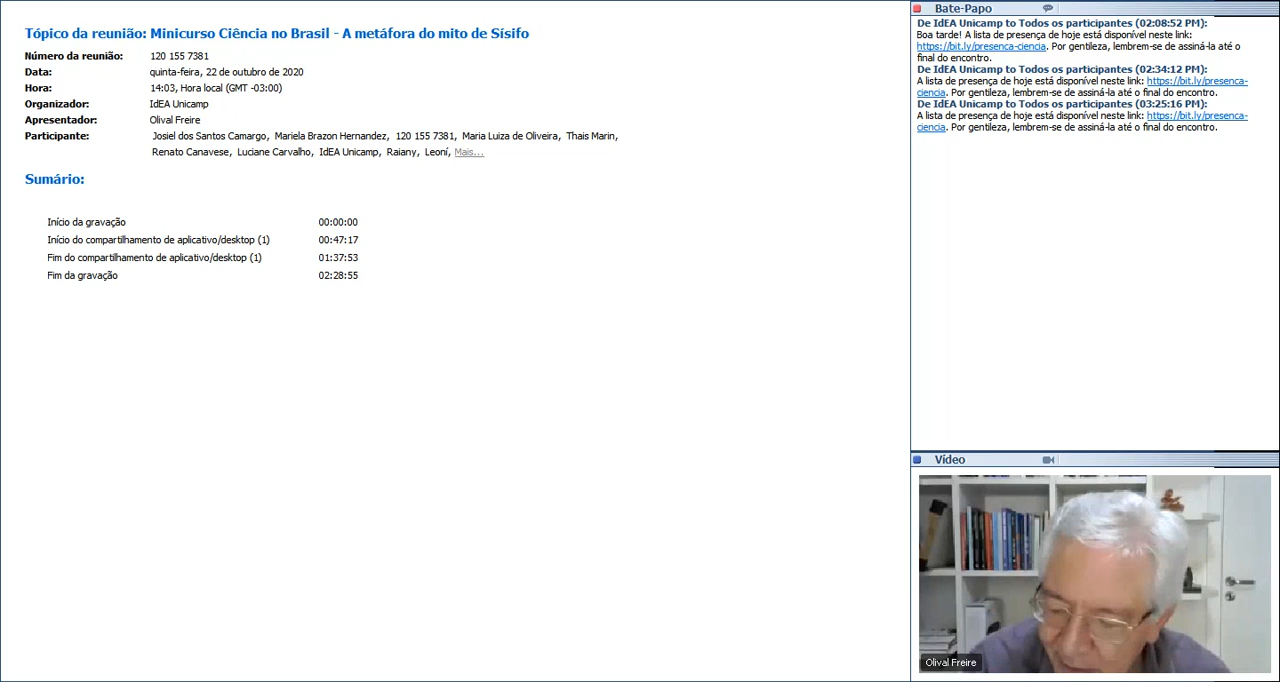 Tópico da reunião: Minicurso Ciência no Brasil - A metáfora do mito de Sísifo
Número da reunião: 120 155 7381
Data: quinta-feira, 22 de outubro de 2020
Hora: 14:03, Hora local (GMT -03:00)
Organizador: IdEA Unicamp
Apresentador: Olival Freire
Participante: Josiel dos Santos Camargo, Mariela Brazon Hernandez, 120 155 7381, Maria Luiza de Oliveira, Thais Marin,
Renato Canavese, Luciane Carvalho, IdEA Unicamp, Raiany, Leoní, Mais...
Sumário:
Início da gravação 00:00:00
Início do compartilhamento de aplicativo/desktop (1) 00:47:17
Fim do compartilhamento de aplicativo/desktop (1) 01:37:53
Fim da gravação 02:28:55
Bate-Papo
De IdEA Unicamp to Todos os participantes (02:08:52 PM):
Boa tarde! A lista de presença de hoje está disponível neste link:
https://bit.ly/presenca-ciencia. Por gentileza, lembrem-se de assiná-la até o
final do encontro.
De IdEA Unicamp to Todos os participantes (02:34:12 PM):
A lista de presença de hoje está disponível neste link: https://bit.ly/presenca-
ciencia. Por gentileza, lembrem-se de assiná-la até o final do encontro.
De IdEA Unicamp to Todos os participantes (03:25:16 PM):
A lista de presença de hoje está disponível neste link: https://bit.ly/presenca-
ciencia. Por gentileza, lembrem-se de assiná-la até o final do encontro.
Vídeo
Olival Freire